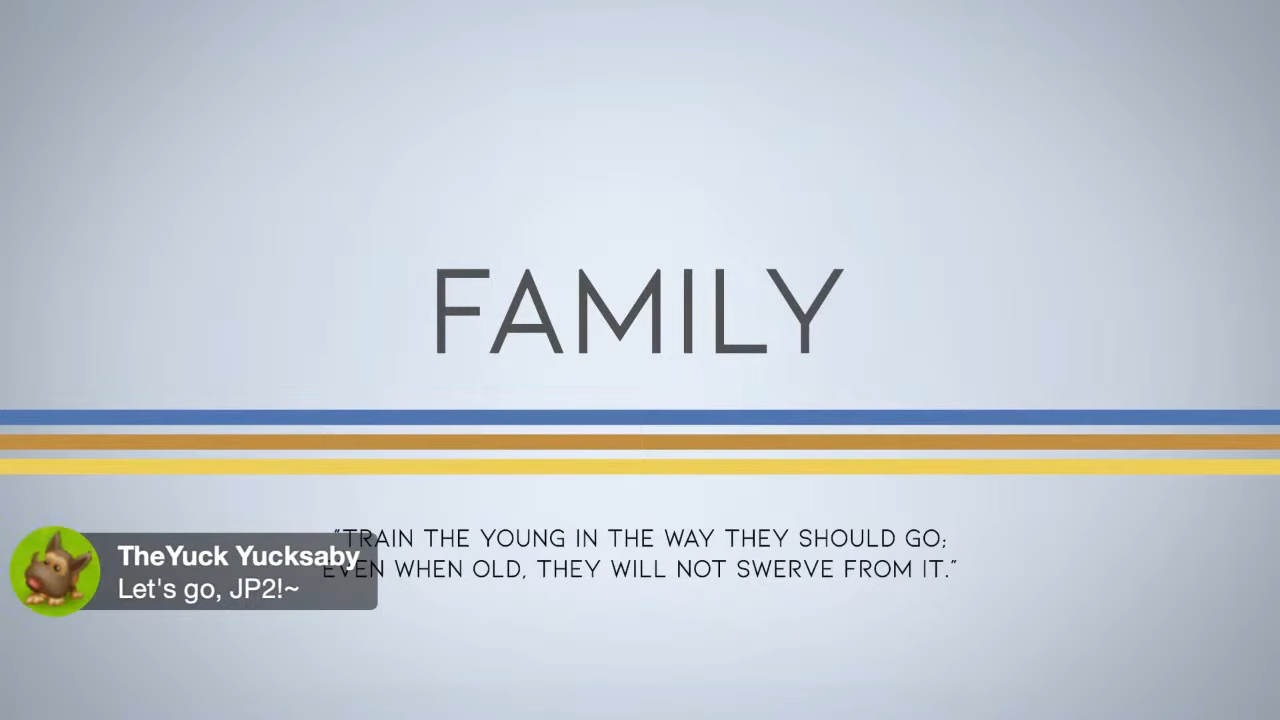 FAMILY
"TRAIN THE YOUNG IN THE WAY THEY SHOULD GO;
EVEN WHEN OLD, THEY WILL NOT SWERVE FROM IT."
TheYuck Yucksaby
Let's go, JP2!~